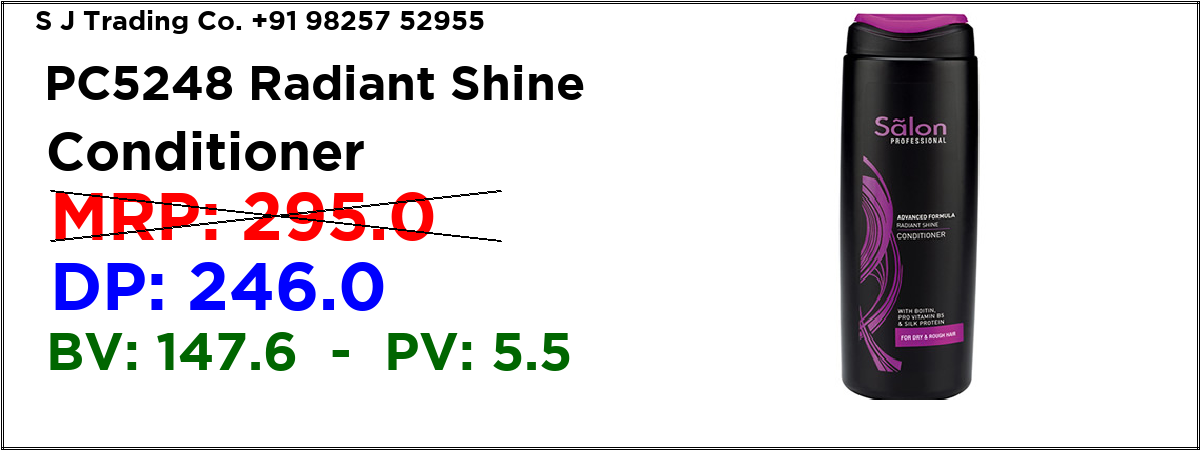 S J Trading Co. +91 98257 52955
PC5248 Radiant Shine
Conditioner
MRP: 295.0
DP: 246.0
BV: 147.6 - PV: 5.5
Sãlon
PROFESSIONAL
ADVANCED FORMULA
RADIANT SHINE
CONDITIONER
WITH BIOTIN,
PRO VITAMIN B5
& SILK PROTEIN
FOR DRY & ROUGH HAIR